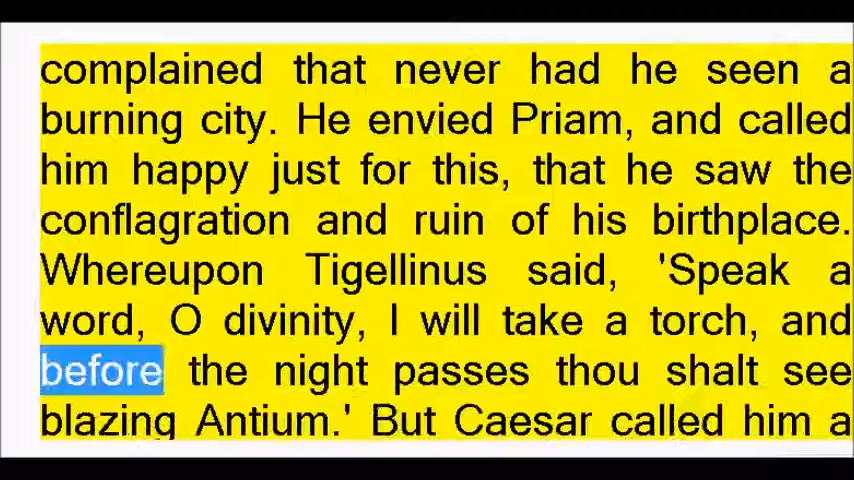 complained that never had he seen a
burning city. He envied Priam, and called
him happy just for this, that he saw the
conflagration and ruin of his birthplace.
Whereupon Tigellinus said, 'Speak a
word, O divinity, I will take a torch, and
before the night passes thou shalt see
blazing Antium.' But Caesar called him a